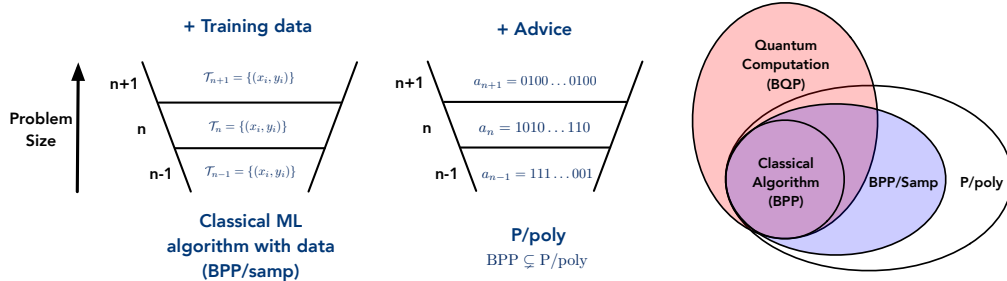 + Training data
Problem
Size
n+1
n
n-1
𝒯ₙ₊₁ = {(xᵢ, yᵢ)}
𝒯ₙ = {(xᵢ, yᵢ)}
𝒯ₙ₋₁ = {(xᵢ, yᵢ)}
Classical ML
algorithm with data
(BPP/samp)
+ Advice
n+1
n
n-1
aₙ₊₁ = 0100 . . . 0100
aₙ = 1010 . . . 110
aₙ₋₁ = 111 . . . 001
P/poly
BPP ⊊ P/poly
Quantum
Computation
(BQP)
Classical
Algorithm
(BPP)
BPP/Samp
P/poly